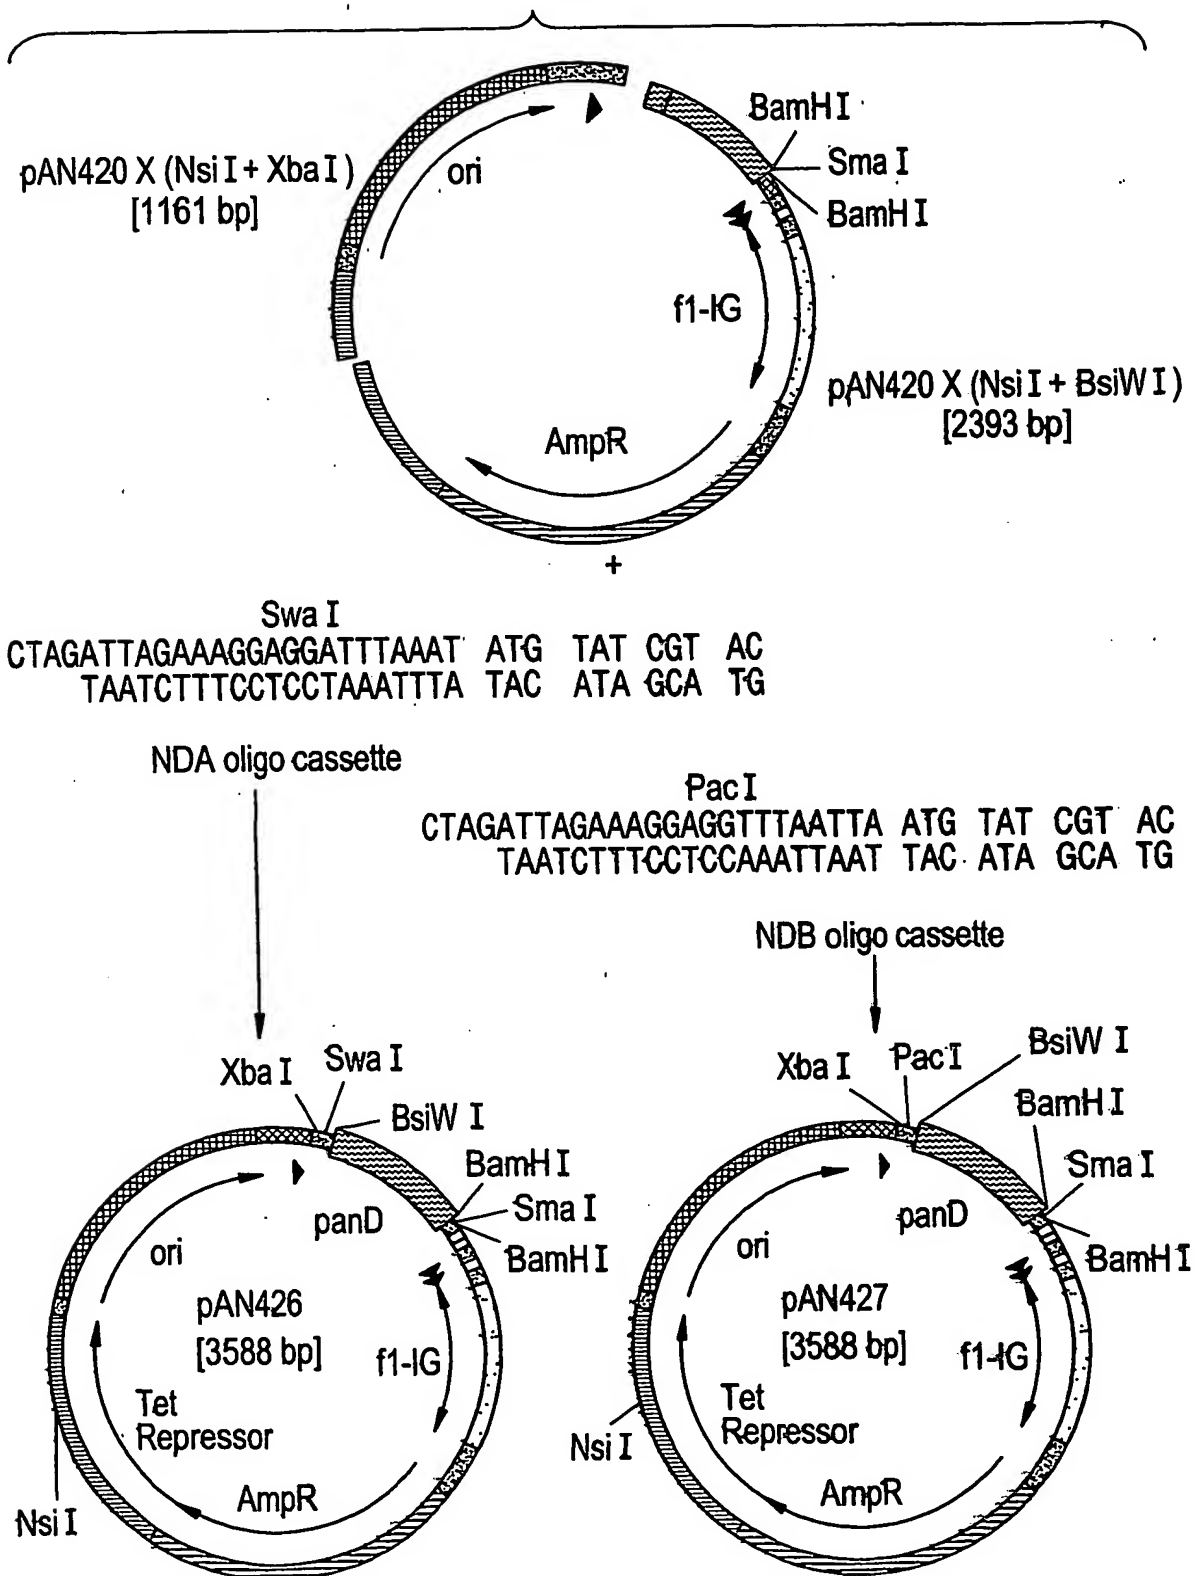 BamH I
Sma I
BamH I
pAN420 X (Nsi I + Xba I)
[1161 bp]
ori
f1-IG
pAN420 X (Nsi I + BsiW I)
[2393 bp]
AmpR
+
Swa I
CTAGATTAGAAAGGAGGATTTAAAT ATG TAT CGT AC
TAATCTTTCCTCCTAAATTTA TAC ATA GCA TG
NDA oligo cassette
Pac I
CTAGATTAGAAAGGAGGTTTAATTA ATG TAT CGT AC
TAATCTTTCCTCCAAATTAAT TAC ATA GCA TG
NDB oligo cassette
Xba I
Swa I
BsiW I
BamH I
Sma I
BamH I
panD
ori
pAN426
[3588 bp]
f1-IG
Tet
Repressor
AmpR
Nsi I
Xba I
Pac I
BsiW I
BamH I
Sma I
BamH I
panD
ori
pAN427
[3588 bp]
f1-IG
Tet
Repressor
Nsi I
AmpR